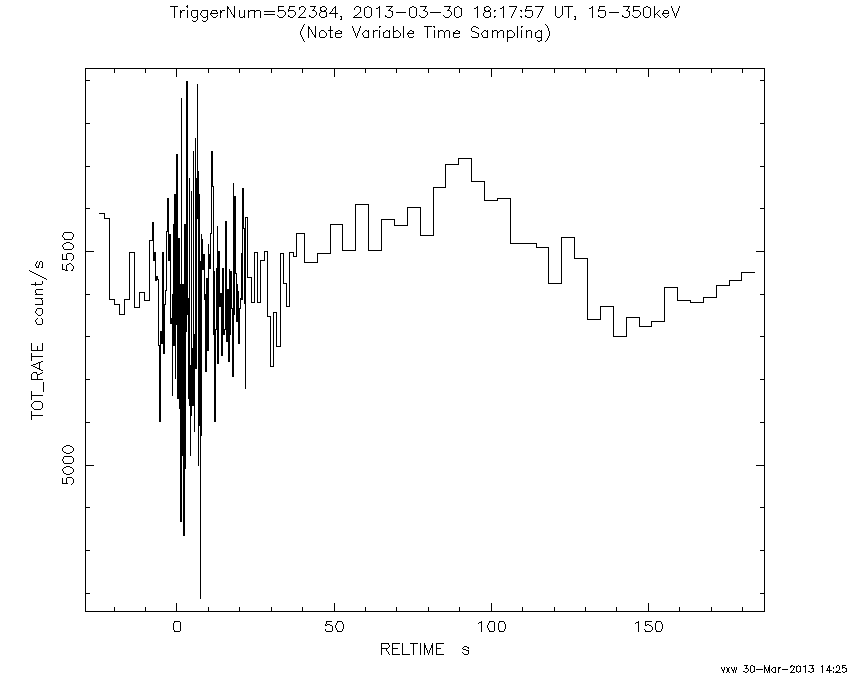 TriggerNum=552384, 2013-03-30 18:17:57 UT, 15-350keV
(Note Variable Time Sampling)
TOT_RATE count/s
5500
5000
0 50 100 150
RELTIME s
vxw 30-Mar-2013 14:25